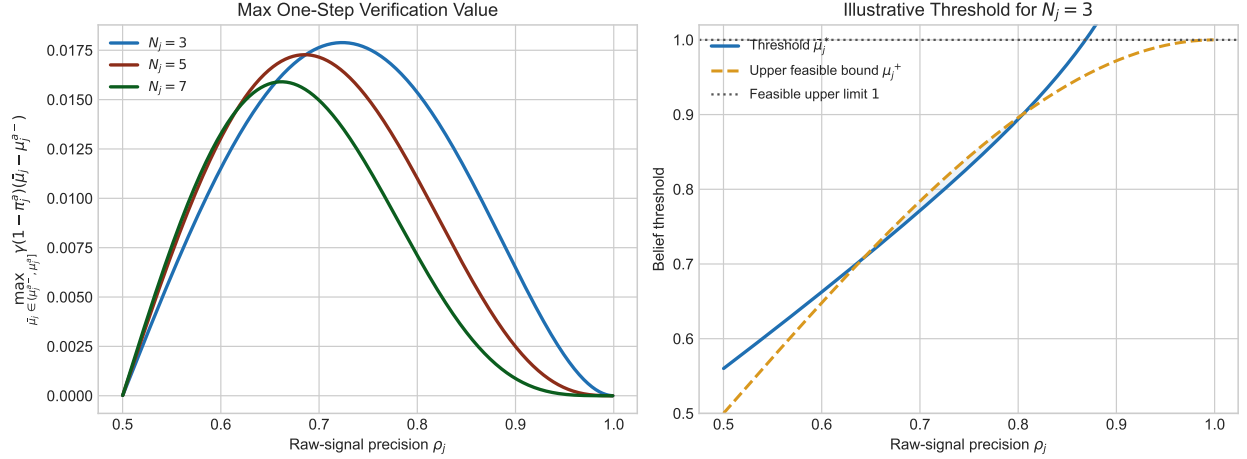 Max One-Step Verification Value
max γ(1 − π_j^a)(μ̄_j − μ_j^{a−})
N_j = 3
N_j = 5
N_j = 7
0.0175
0.0150
0.0125
0.0100
0.0075
0.0050
0.0025
0.0000
0.5 0.6 0.7 0.8 0.9 1.0
Raw-signal precision ρ_j
Illustrative Threshold for N_j = 3
Belief threshold
Threshold μ̄_j
Upper feasible bound μ_j^+
Feasible upper limit 1
1.0
0.9
0.8
0.7
0.6
0.5
0.5 0.6 0.7 0.8 0.9 1.0
Raw-signal precision ρ_j